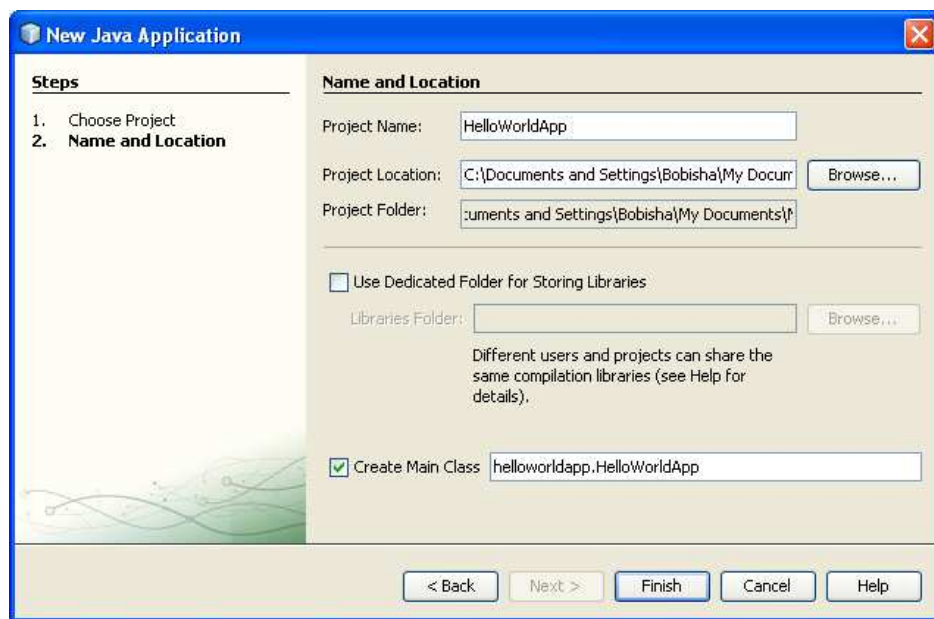 New Java Application
Steps
1. Choose Project
2. Name and Location
Name and Location
Project Name: HelloWorldApp
Project Location: C:\Documents and Settings\Bobisha\My Docum Browse...
Project Folder: :uments and Settings\Bobisha\My Documents\N
Use Dedicated Folder for Storing Libraries
Libraries Folder: Browse...
Different users and projects can share the
same compilation libraries (see Help for
details).
Create Main Class helloworldapp.HelloWorldApp
< Back Next > Finish Cancel Help